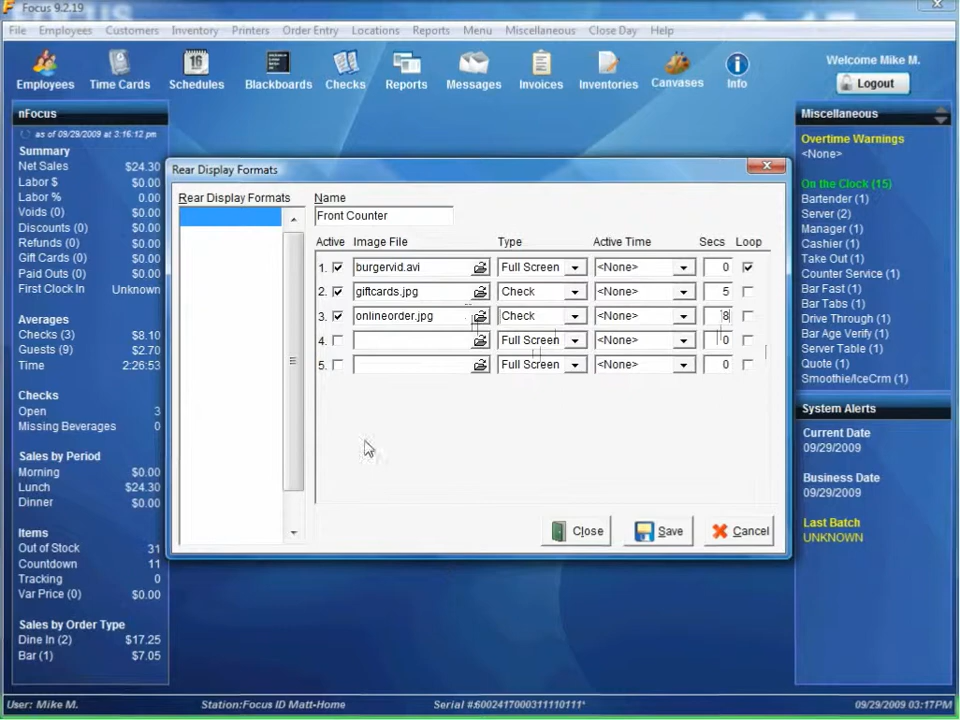 Focus 9.2.19
File Employees Customers Inventory Printers Order Entry Locations Reports Menu Miscellaneous Close Day Help
16
Employees Time Cards Schedules Blackboards Checks Reports Messages Invoices Inventories Canvases Info
Welcome Mike M.
Logout
nFocus
as of 09/29/2009 at 3:16:12 pm
Summary
Net Sales $24.30
Labor $ $0.00
Labor % 0.00
Voids (0) $0.00
Discounts (0) $0.00
Refunds (0) $0.00
Gift Cards (0) $0.00
Paid Outs (0) $0.00
First Clock In Unknown
Averages
Checks (3) $8.10
Guests (9) $2.70
Time 2:26:53
Checks
Open 3
Missing Beverages 0
Sales by Period
Morning $0.00
Lunch $24.30
Dinner $0.00
Items
Out of Stock 31
Countdown 11
Tracking 0
Var Price (0) $0.00
Sales by Order Type
Dine In (2) $17.25
Bar (1) $7.05
Rear Display Formats
Rear Display Formats
Name
Front Counter
Active Image File Type Active Time Secs Loop
1. burgervid.avi Full Screen <None> 0
2. giftcards.jpg Check <None> 5
3. onlineorder.jpg Check <None> 8
4. Full Screen <None> 0
5. Full Screen <None> 0
Close Save Cancel
Miscellaneous
Overtime Warnings
<None>
On the Clock (15)
Bartender (1)
Server (2)
Manager (1)
Cashier (1)
Take Out (1)
Counter Service (1)
Bar Fast (1)
Bar Tabs (1)
Drive Through (1)
Bar Age Verify (1)
Server Table (1)
Quote (1)
Smoothie/IceCrm (1)
System Alerts
Current Date
09/29/2009
Business Date
09/29/2009
Last Batch
UNKNOWN
User: Mike M. Station:Focus ID Matt-Home Serial #:6002417000311110111* 09/29/2009 03:17PM